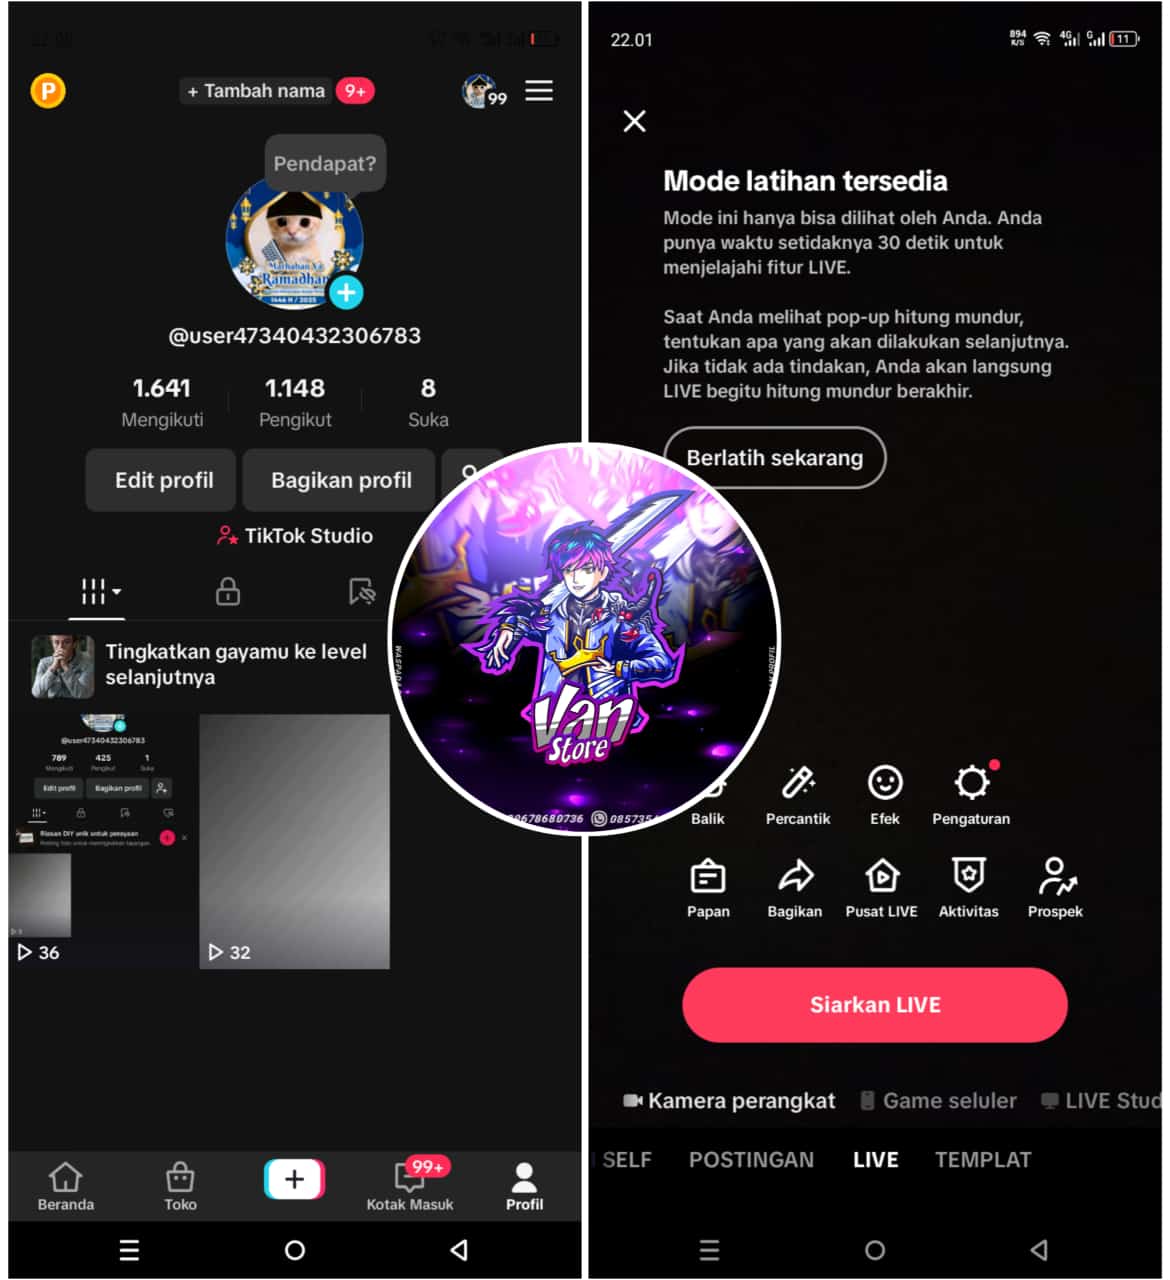 22.00
+ Tambah nama 9+
99
Pendapat?
Marhaban Ya
Ramadhan
1446 H / 2025
@user47340432306783
1.641 1.148 8
Mengikuti Pengikut Suka
Edit profil Bagikan profil
TikTok Studio
Tingkatkan gayamu ke level
selanjutnya
@user47340432306783
789 425 1
Mengikuti Pengikut Suka
Edit profil Bagikan profil
Riasan DIY unik untuk perayaan
36
32
Beranda Toko 99+ Kotak Masuk Profil
22.01
894 K/S 4G G 11
Mode latihan tersedia
Mode ini hanya bisa dilihat oleh Anda. Anda
punya waktu setidaknya 30 detik untuk
menjelajahi fitur LIVE.
Saat Anda melihat pop-up hitung mundur,
tentukan apa yang akan dilakukan selanjutnya.
Jika tidak ada tindakan, Anda akan langsung
LIVE begitu hitung mundur berakhir.
Berlatih sekarang
Van
Store
Balik Percantik Efek Pengaturan
Papan Bagikan Pusat LIVE Aktivitas Prospek
Siarkan LIVE
Kamera perangkat Game seluler LIVE Stud
SELF POSTINGAN LIVE TEMPLAT